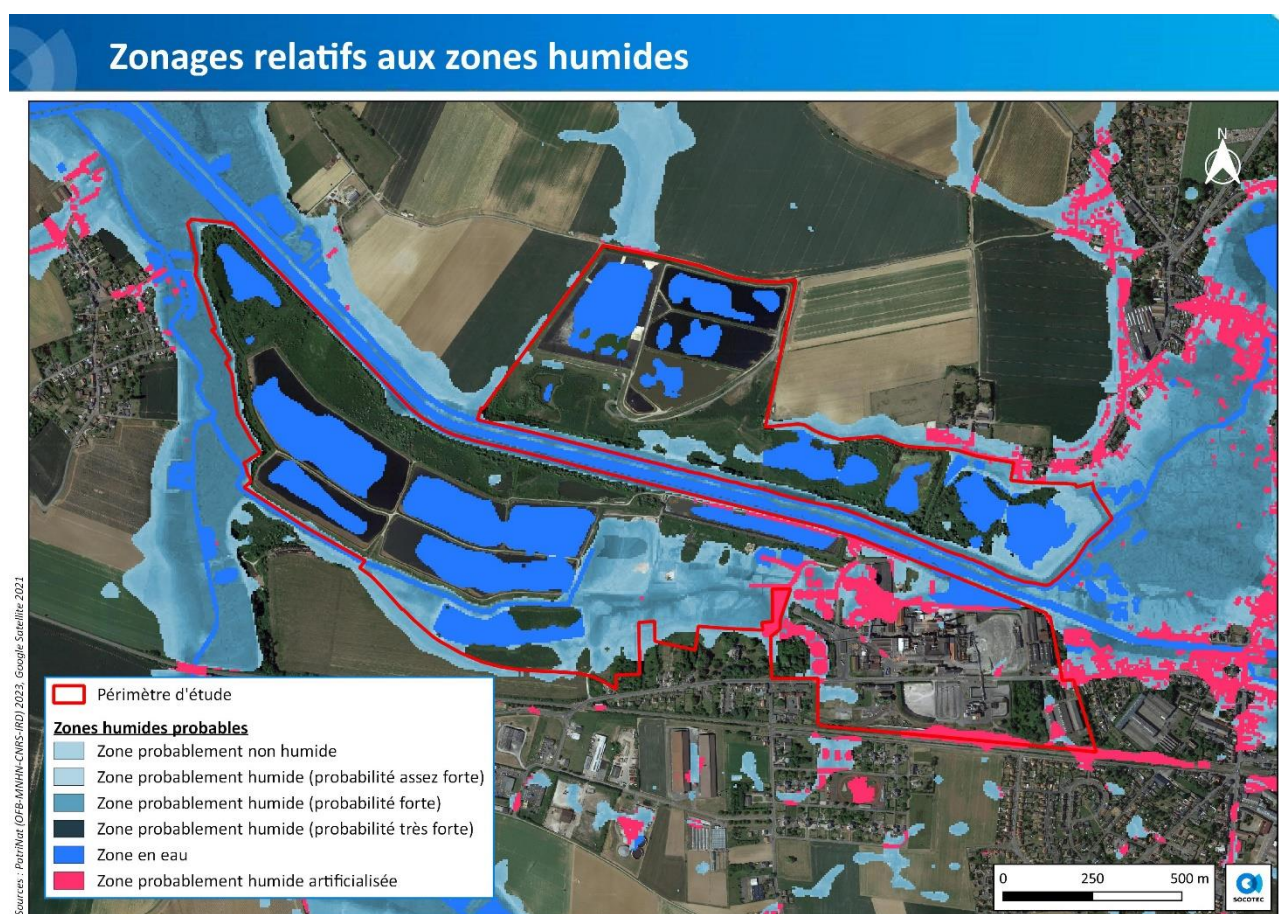 Zonages relatifs aux zones humides
N
Sources : PatriNat (OFB-MNHN-CNRS-IRD) 2023, Google Satellite 2021
Périmètre d'étude
Zones humides probables
Zone probablement non humide
Zone probablement humide (probabilité assez forte)
Zone probablement humide (probabilité forte)
Zone probablement humide (probabilité très forte)
Zone en eau
Zone probablement humide artificialisée
0 250 500 m
SOCOTEC